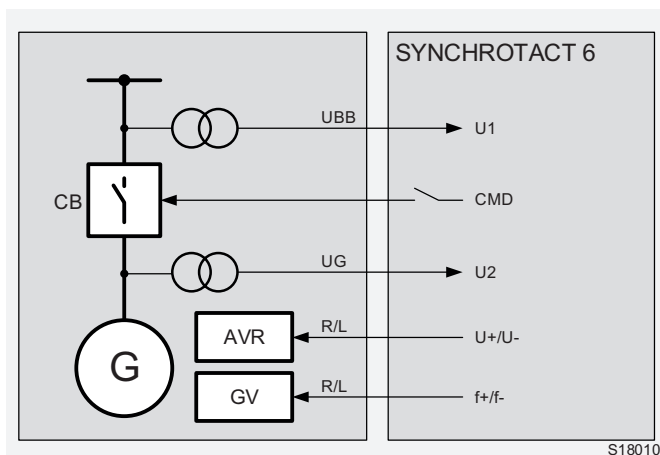 SYNCHROTACT 6
UBB
U1
CB
CMD
UG
U2
G
AVR
R/L
U+/U-
GV
R/L
f+/f-
S18010